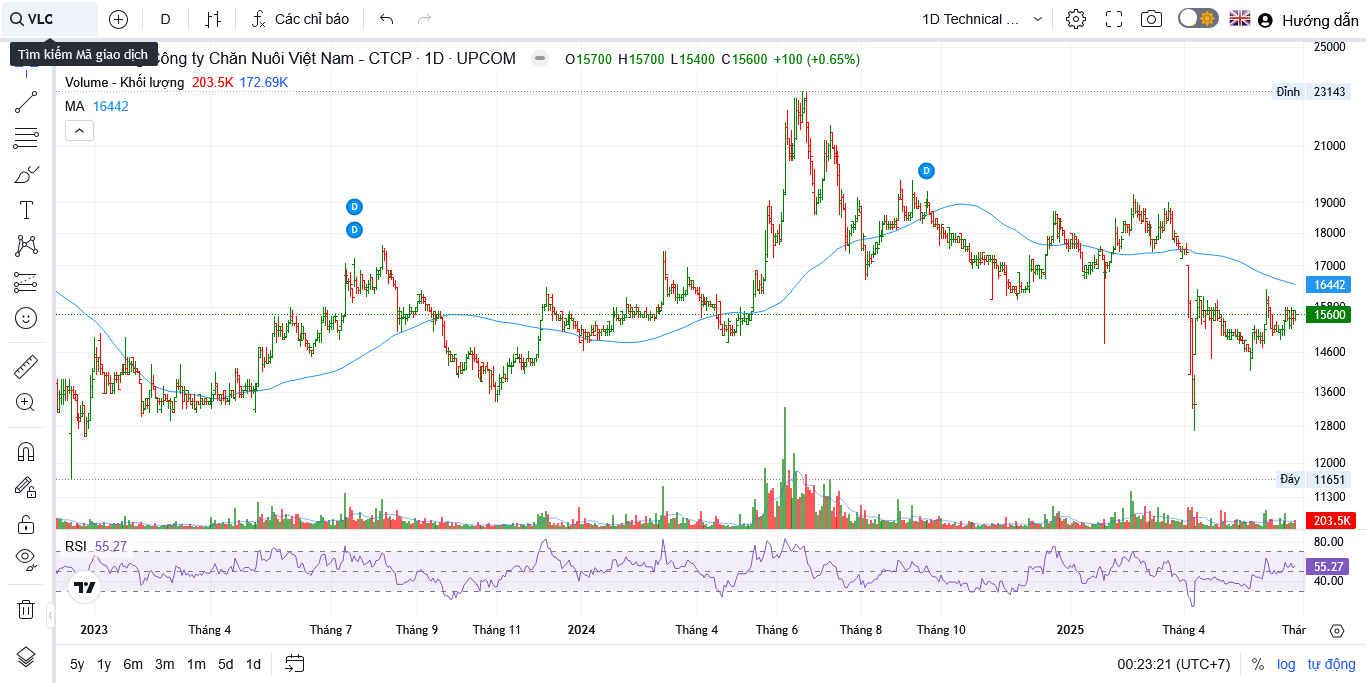 VLC
D
Các chỉ báo
1D Technical ...
Hướng dẫn
Tìm kiếm Mã giao dịch
Công ty Chăn Nuôi Việt Nam - CTCP · 1D · UPCOM
O15700 H15700 L15400 C15600 +100 (+0.65%)
Volume - Khối lượng 203.5K 172.69K
MA 16442
25000
Đỉnh 23143
21000
D
D
D
19000
18000
17000
16442
15600
14600
13600
12800
12000
Đáy 11651
11300
203.5K
RSI 55.27
80.00
55.27
40.00
2023 Tháng 4 Tháng 7 Tháng 9 Tháng 11 2024 Tháng 4 Tháng 6 Tháng 8 Tháng 10 2025 Tháng 4 Thár
5y 1y 6m 3m 1m 5d 1d
00:23:21 (UTC+7) % log tự động